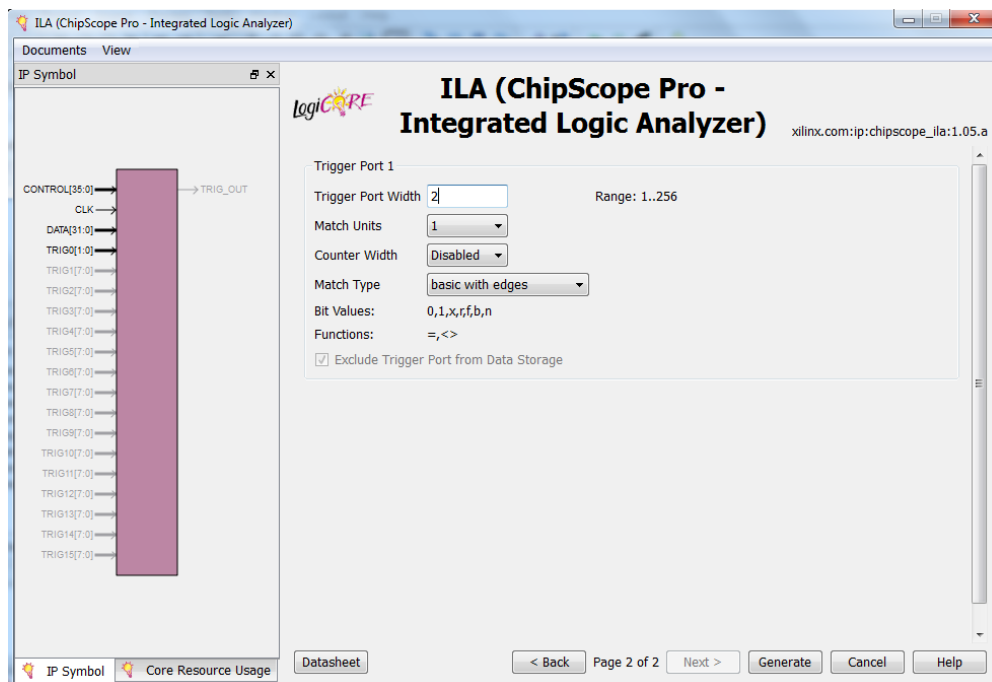 ILA (ChipScope Pro - Integrated Logic Analyzer)
Documents View
IP Symbol
CONTROL[35:0]
TRIG_OUT
CLK
DATA[31:0]
TRIG0[1:0]
TRIG1[7:0]
TRIG2[7:0]
TRIG3[7:0]
TRIG4[7:0]
TRIG5[7:0]
TRIG6[7:0]
TRIG7[7:0]
TRIG8[7:0]
TRIG9[7:0]
TRIG10[7:0]
TRIG11[7:0]
TRIG12[7:0]
TRIG13[7:0]
TRIG14[7:0]
TRIG15[7:0]
IP Symbol
Core Resource Usage
LogiCORE
ILA (ChipScope Pro -
Integrated Logic Analyzer)
xilinx.com:ip:chipscope_ila:1.05.a
Trigger Port 1
Trigger Port Width 2 Range: 1..256
Match Units 1
Counter Width Disabled
Match Type basic with edges
Bit Values: 0,1,x,r,f,b,n
Functions: =,<>
Exclude Trigger Port from Data Storage
Datasheet < Back Page 2 of 2 Next > Generate Cancel Help